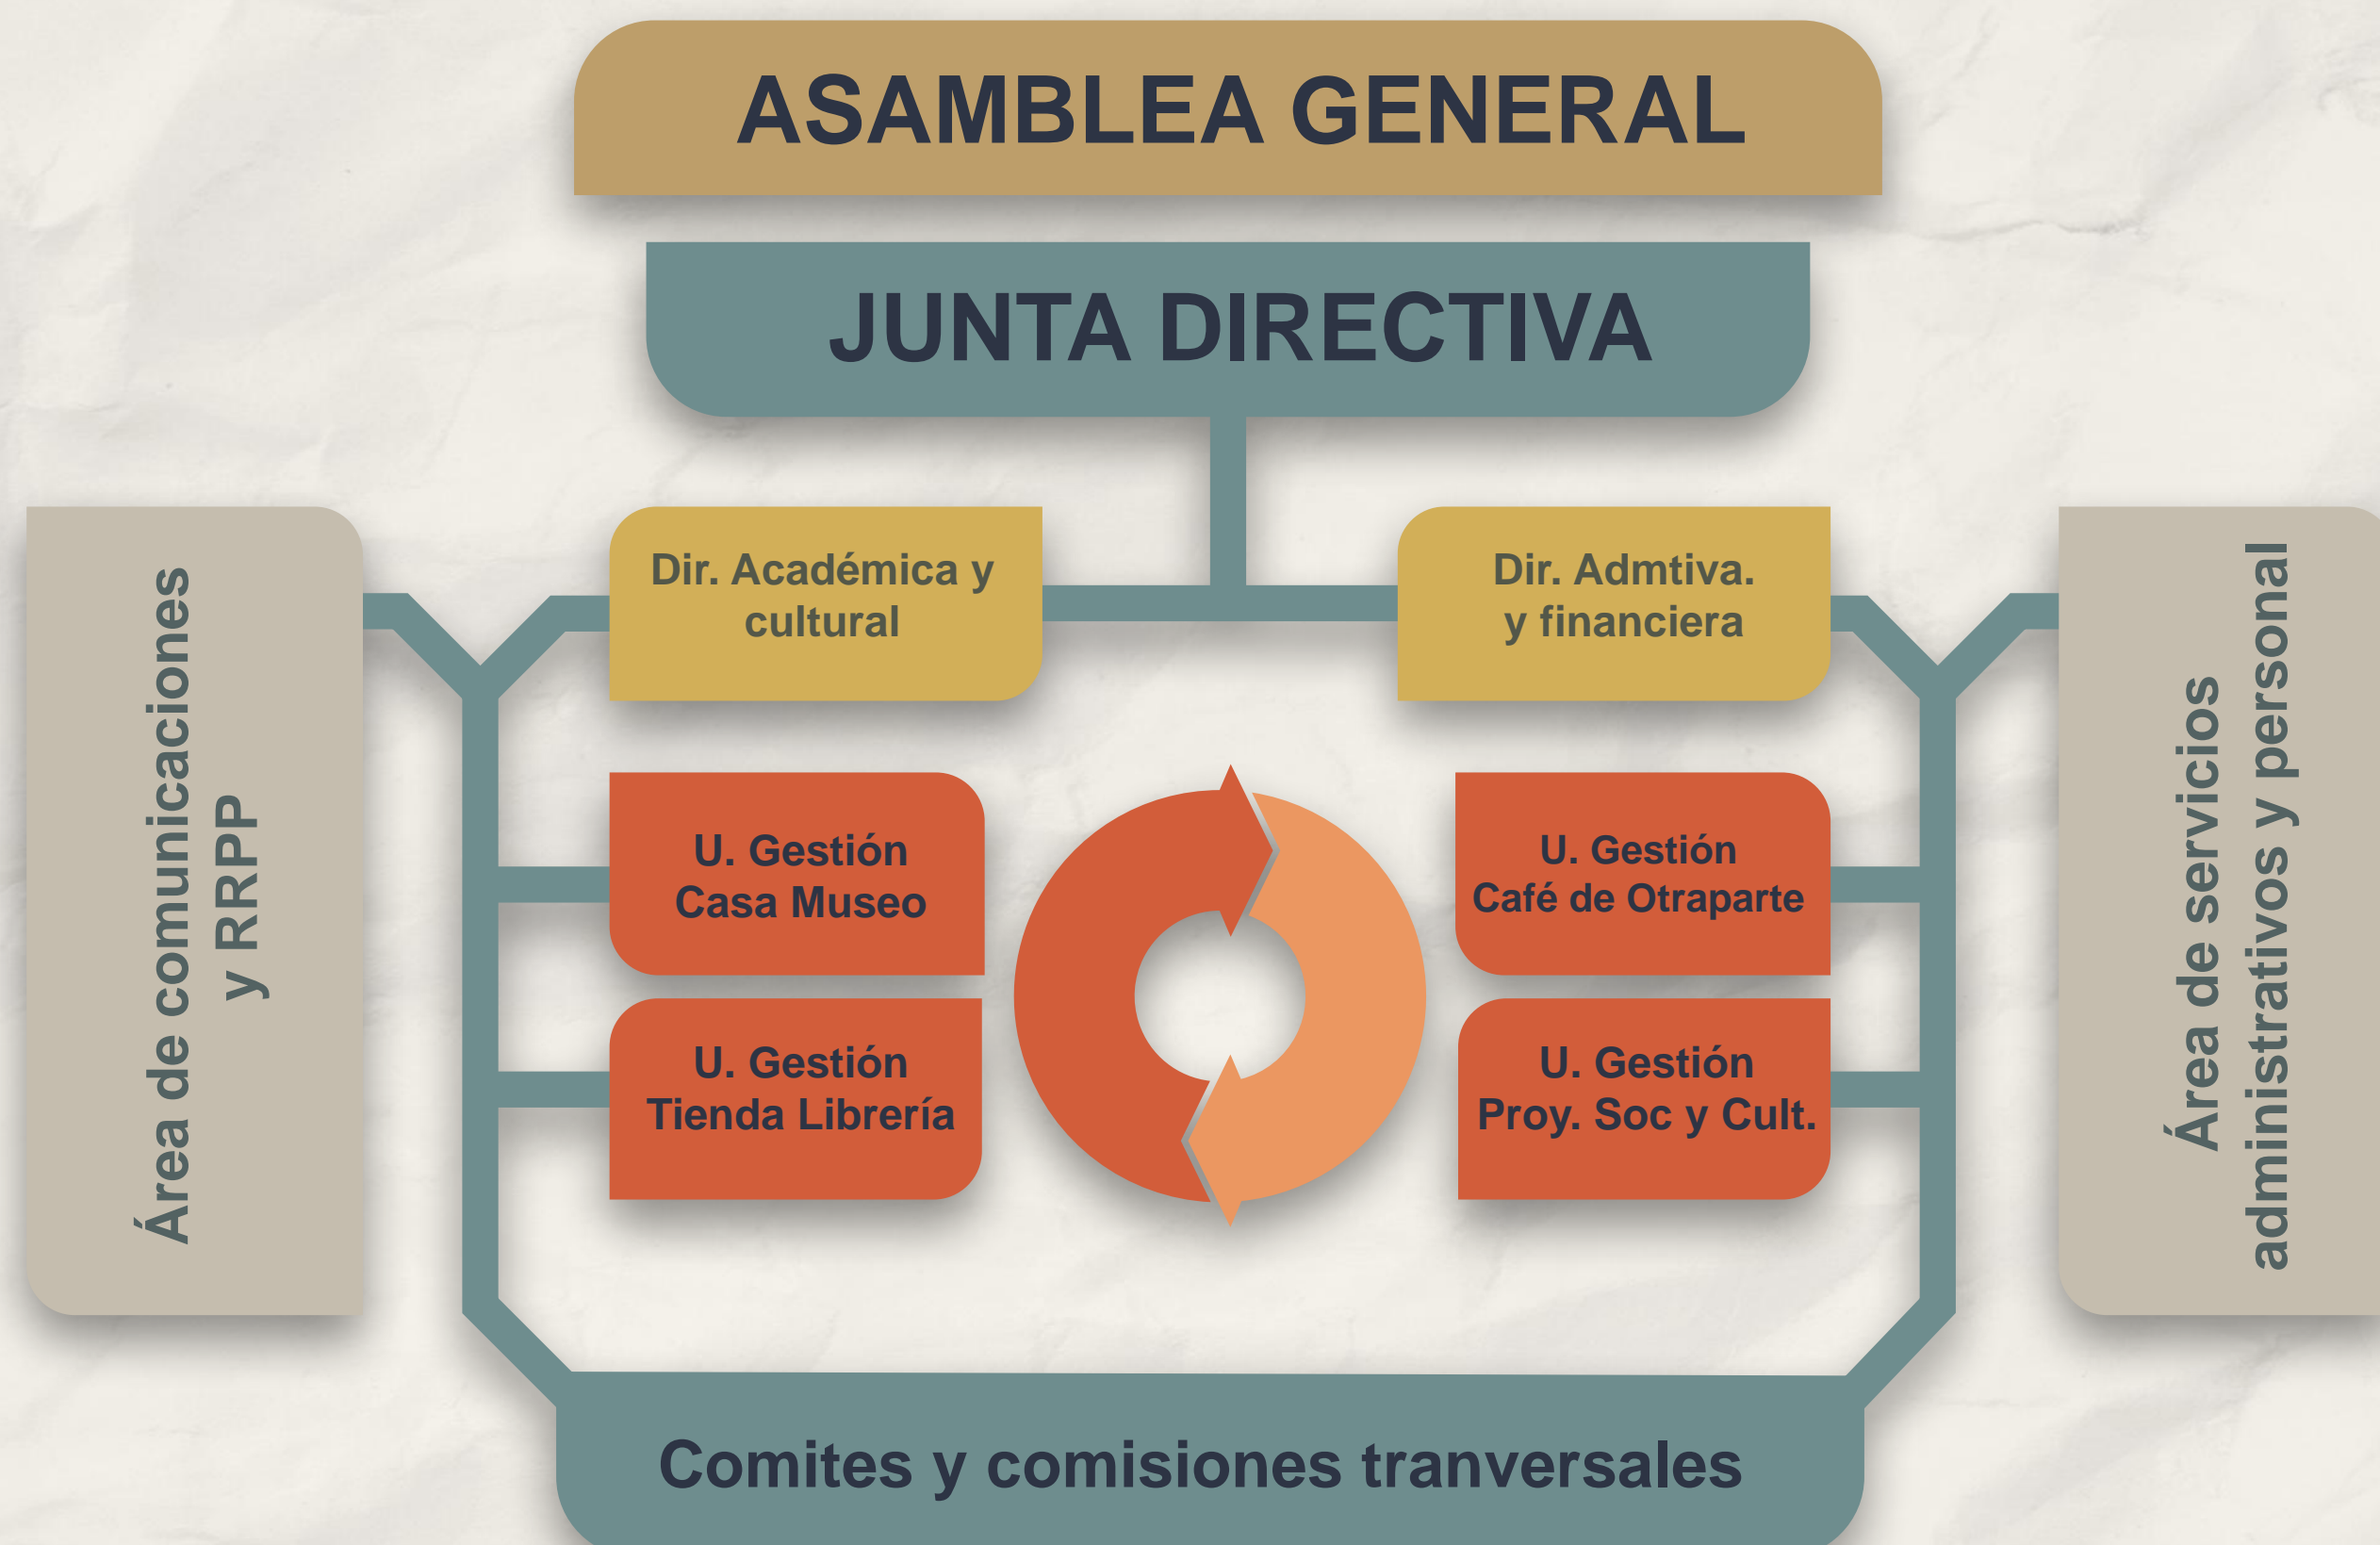 ASAMBLEA GENERAL
JUNTA DIRECTIVA
Área de comunicaciones
y RRPP
Dir. Académica y
cultural
Dir. Admtiva.
y financiera
Área de servicios
administrativos y personal
U. Gestión
Casa Museo
U. Gestión
Café de Otraparte
U. Gestión
Tienda Librería
U. Gestión
Proy. Soc y Cult.
Comites y comisiones tranversales